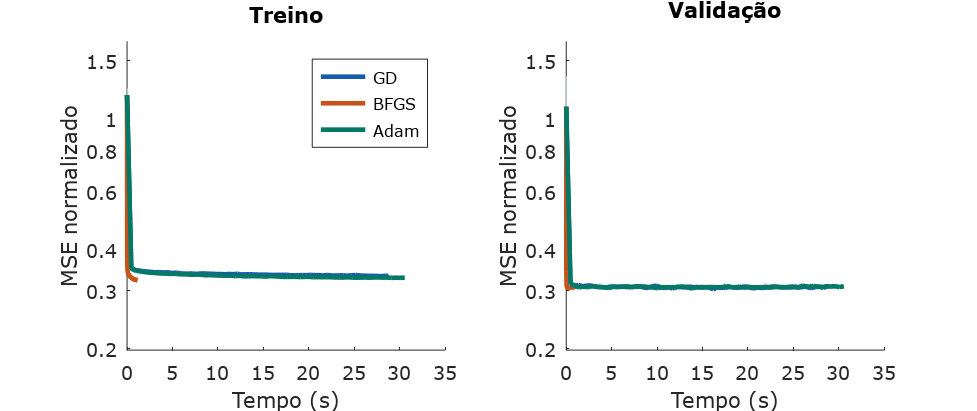 Treino
1.5
1
0.8
0.6
0.4
0.3
0.2
MSE normalizado
GD
BFGS
Adam
0 5 10 15 20 25 30 35
Tempo (s)
Validação
1.5
1
0.8
0.6
0.4
0.3
0.2
MSE normalizado
0 5 10 15 20 25 30 35
Tempo (s)